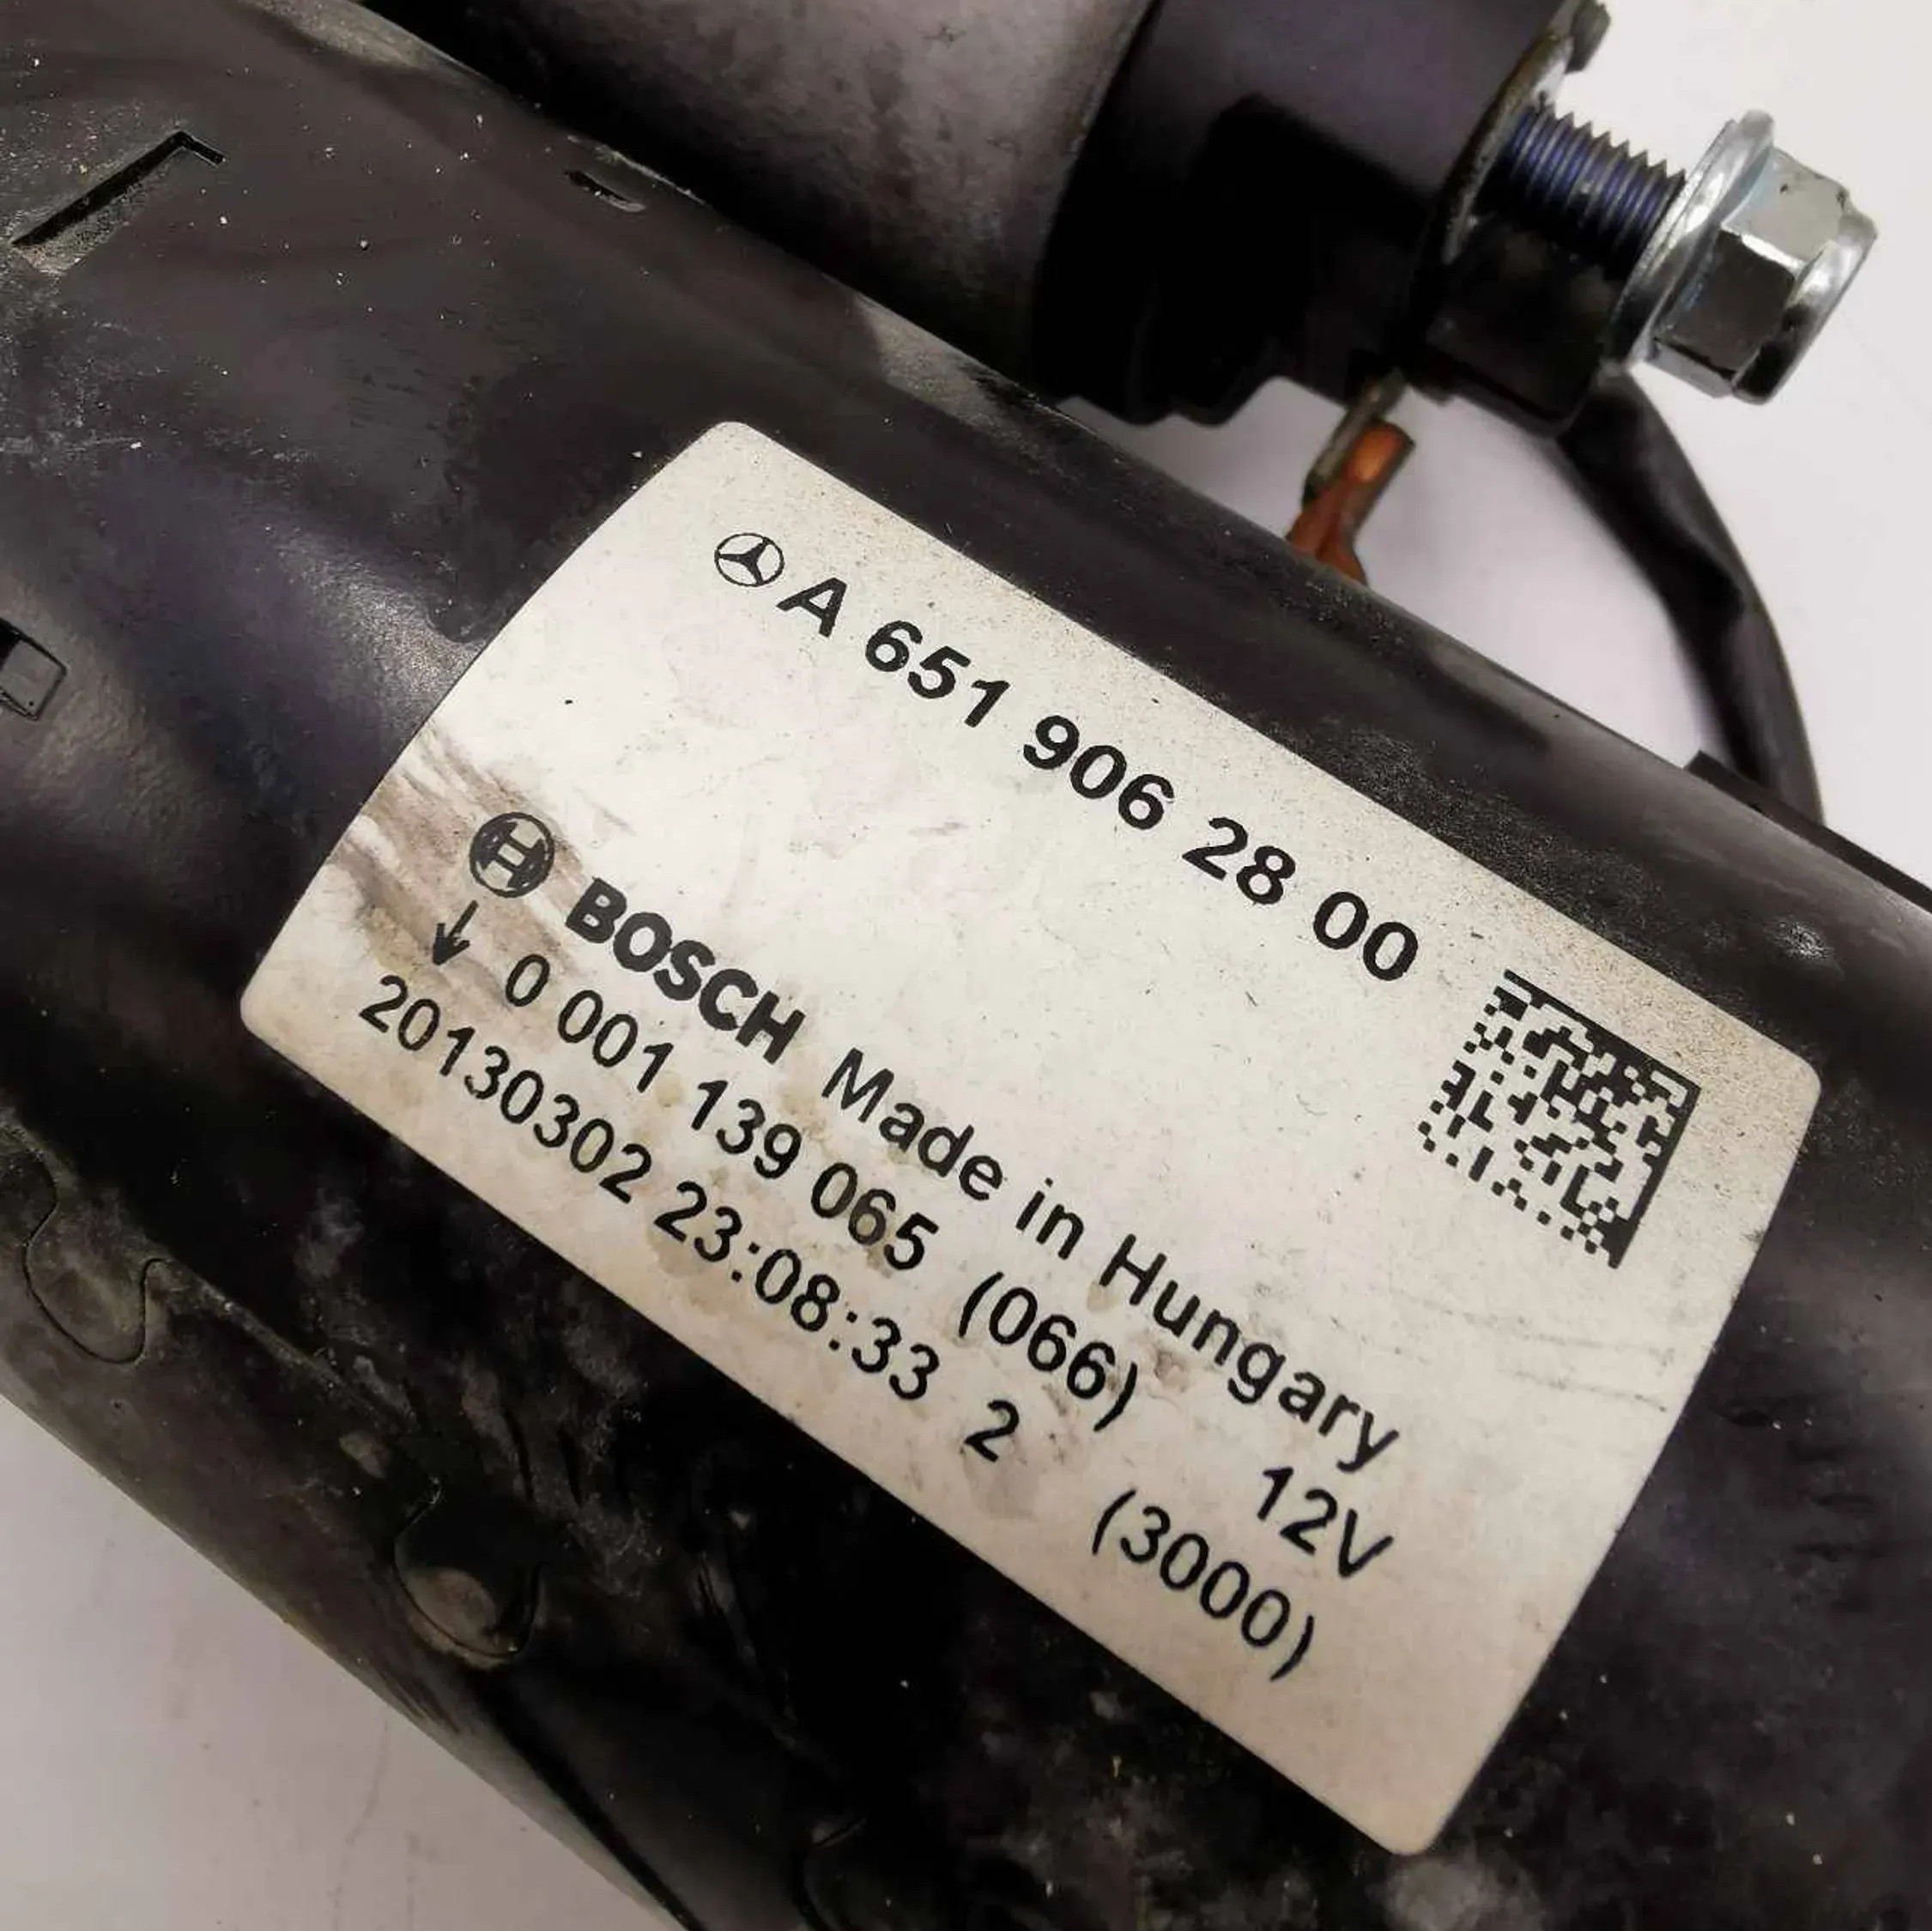 A 651 906 28 00
BOSCH Made in Hungary
↓ 0 001 139 065 (066) 12V
20130302 23:08:33 2 (3000)